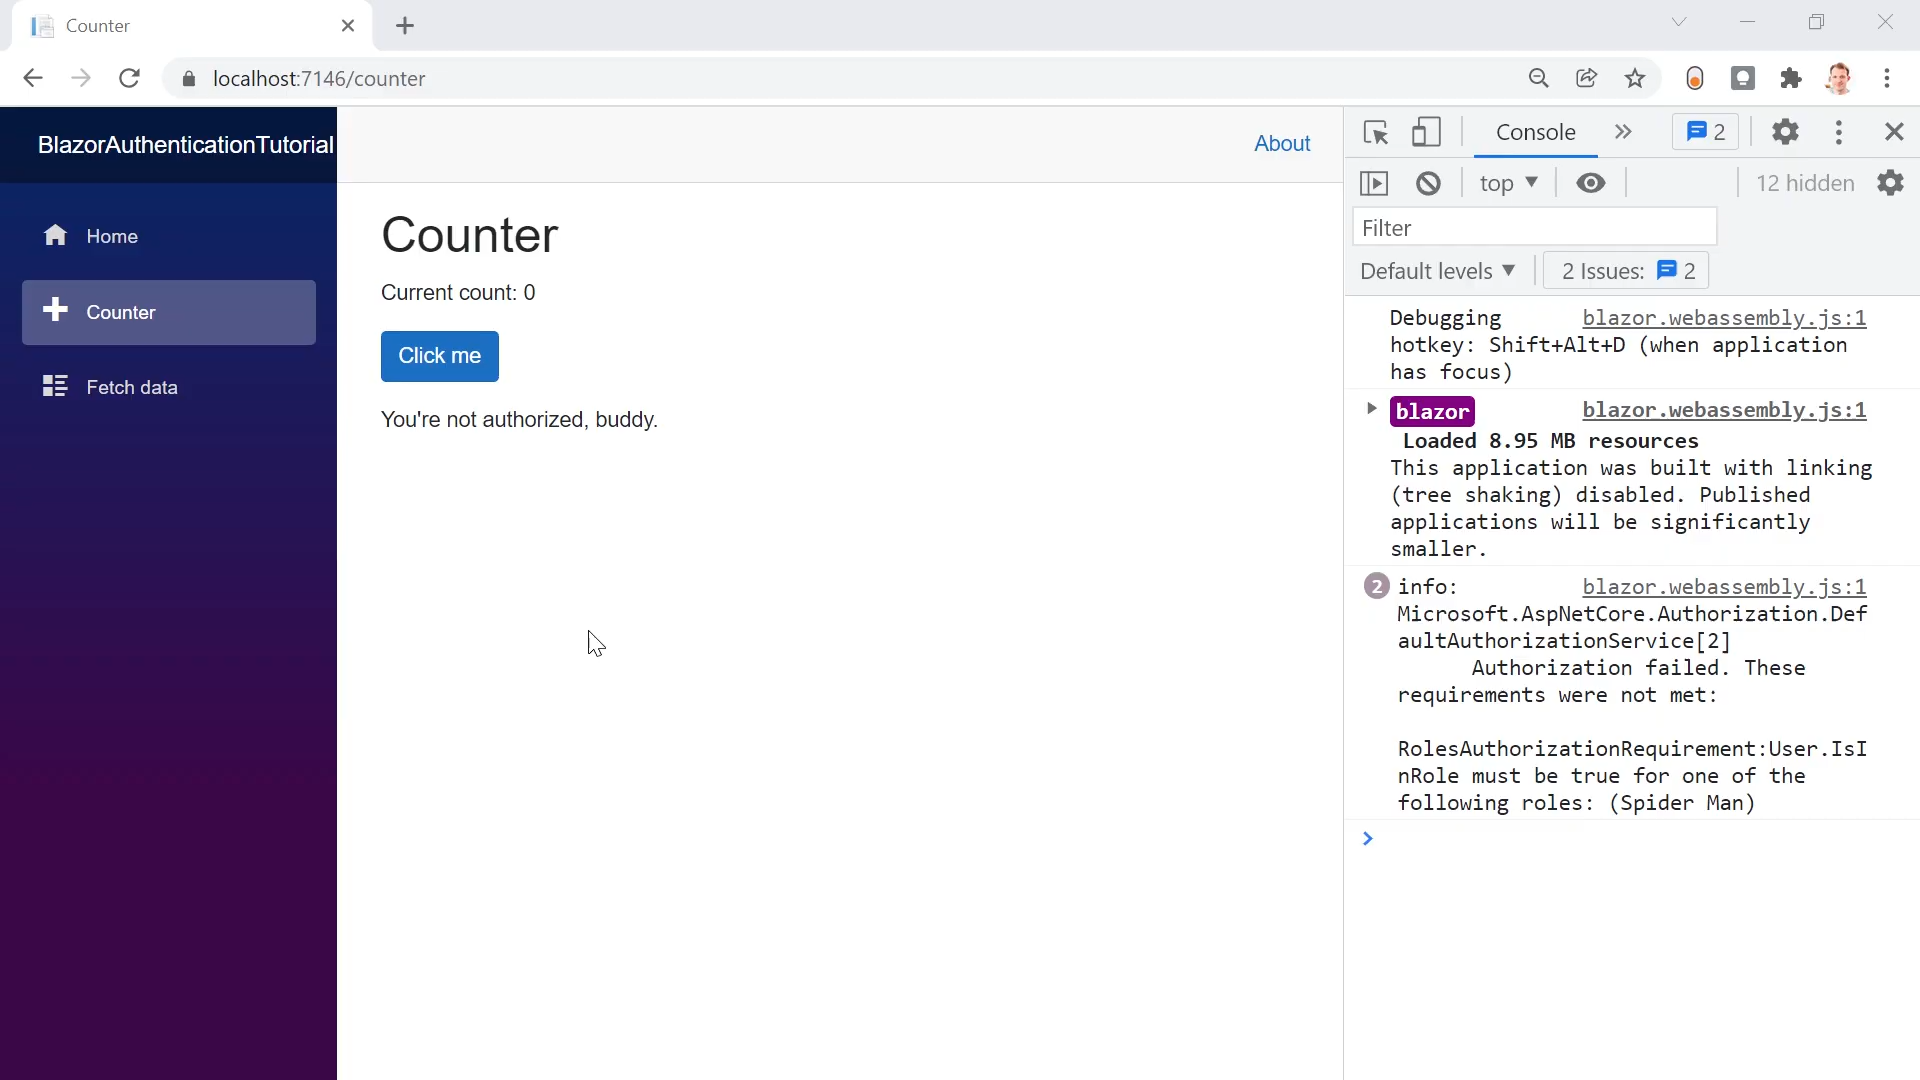 Counter
localhost:7146/counter
BlazorAuthenticationTutorial
About
Home
Counter
Fetch data
Counter
Current count: 0
Click me
You're not authorized, buddy.
Console
2
top
12 hidden
Filter
Default levels
2 Issues: 2
Debugging blazor.webassembly.js:1
hotkey: Shift+Alt+D (when application
has focus)
blazor blazor.webassembly.js:1
Loaded 8.95 MB resources
This application was built with linking
(tree shaking) disabled. Published
applications will be significantly
smaller.
2 info: blazor.webassembly.js:1
Microsoft.AspNetCore.Authorization.Def
aultAuthorizationService[2]
Authorization failed. These
requirements were not met:
RolesAuthorizationRequirement:User.IsI
nRole must be true for one of the
following roles: (Spider Man)